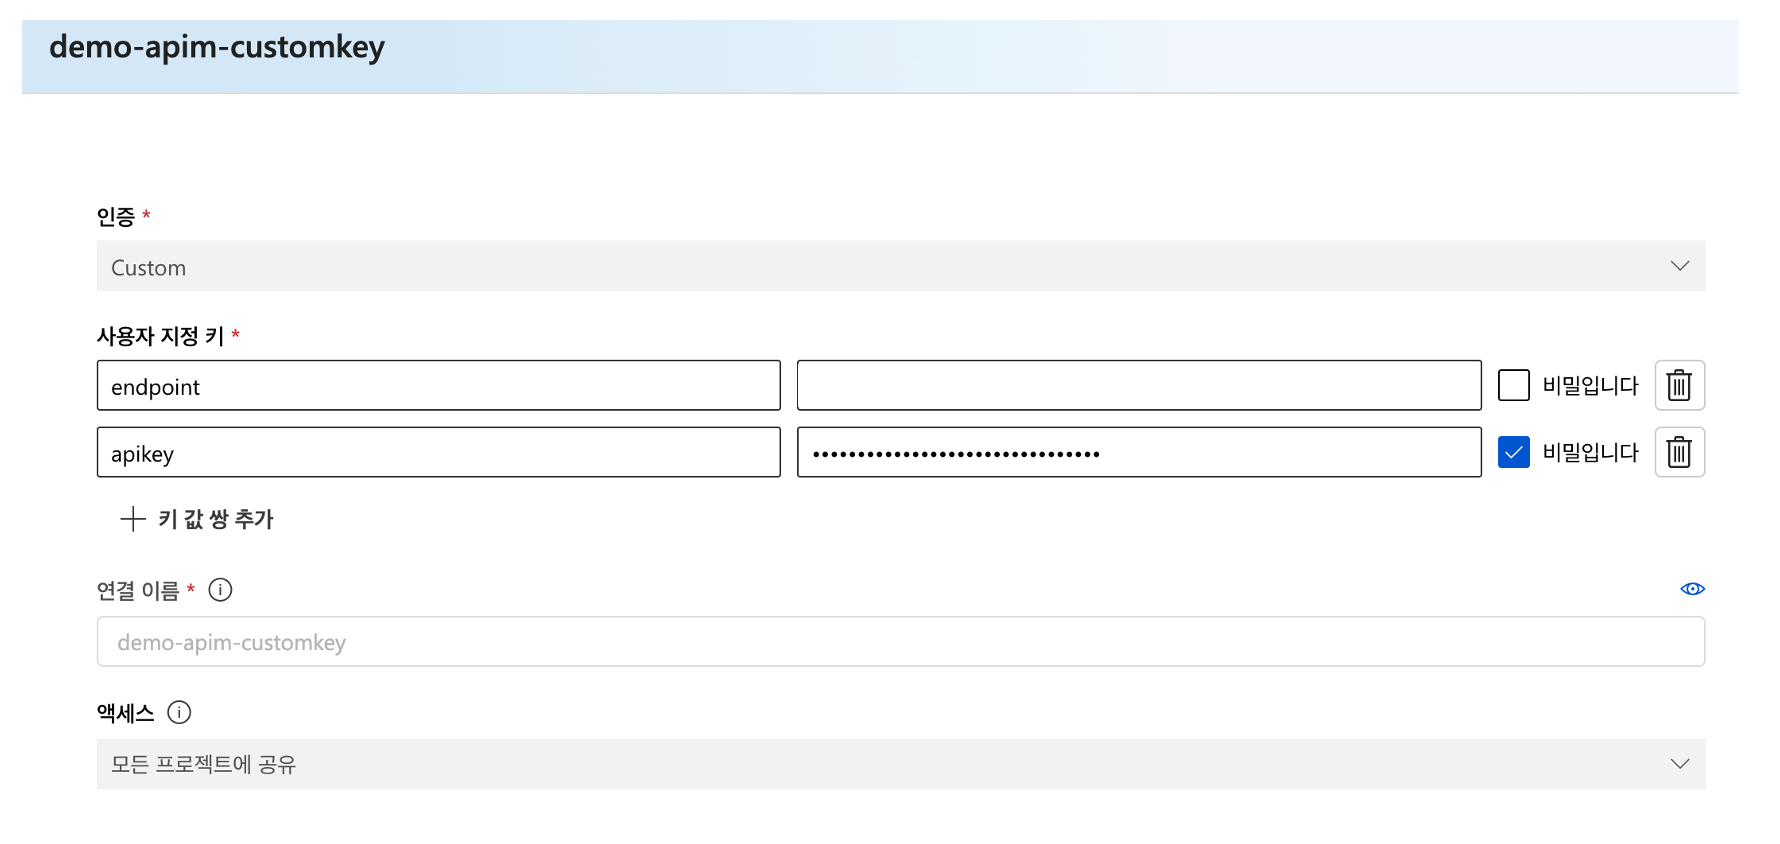 demo-apim-customkey
인증 *
Custom
사용자 지정 키 *
endpoint
비밀입니다
apikey
••••••••••••••••••••••••••••••••
비밀입니다
키 값 쌍 추가
연결 이름 *
demo-apim-customkey
액세스
모든 프로젝트에 공유